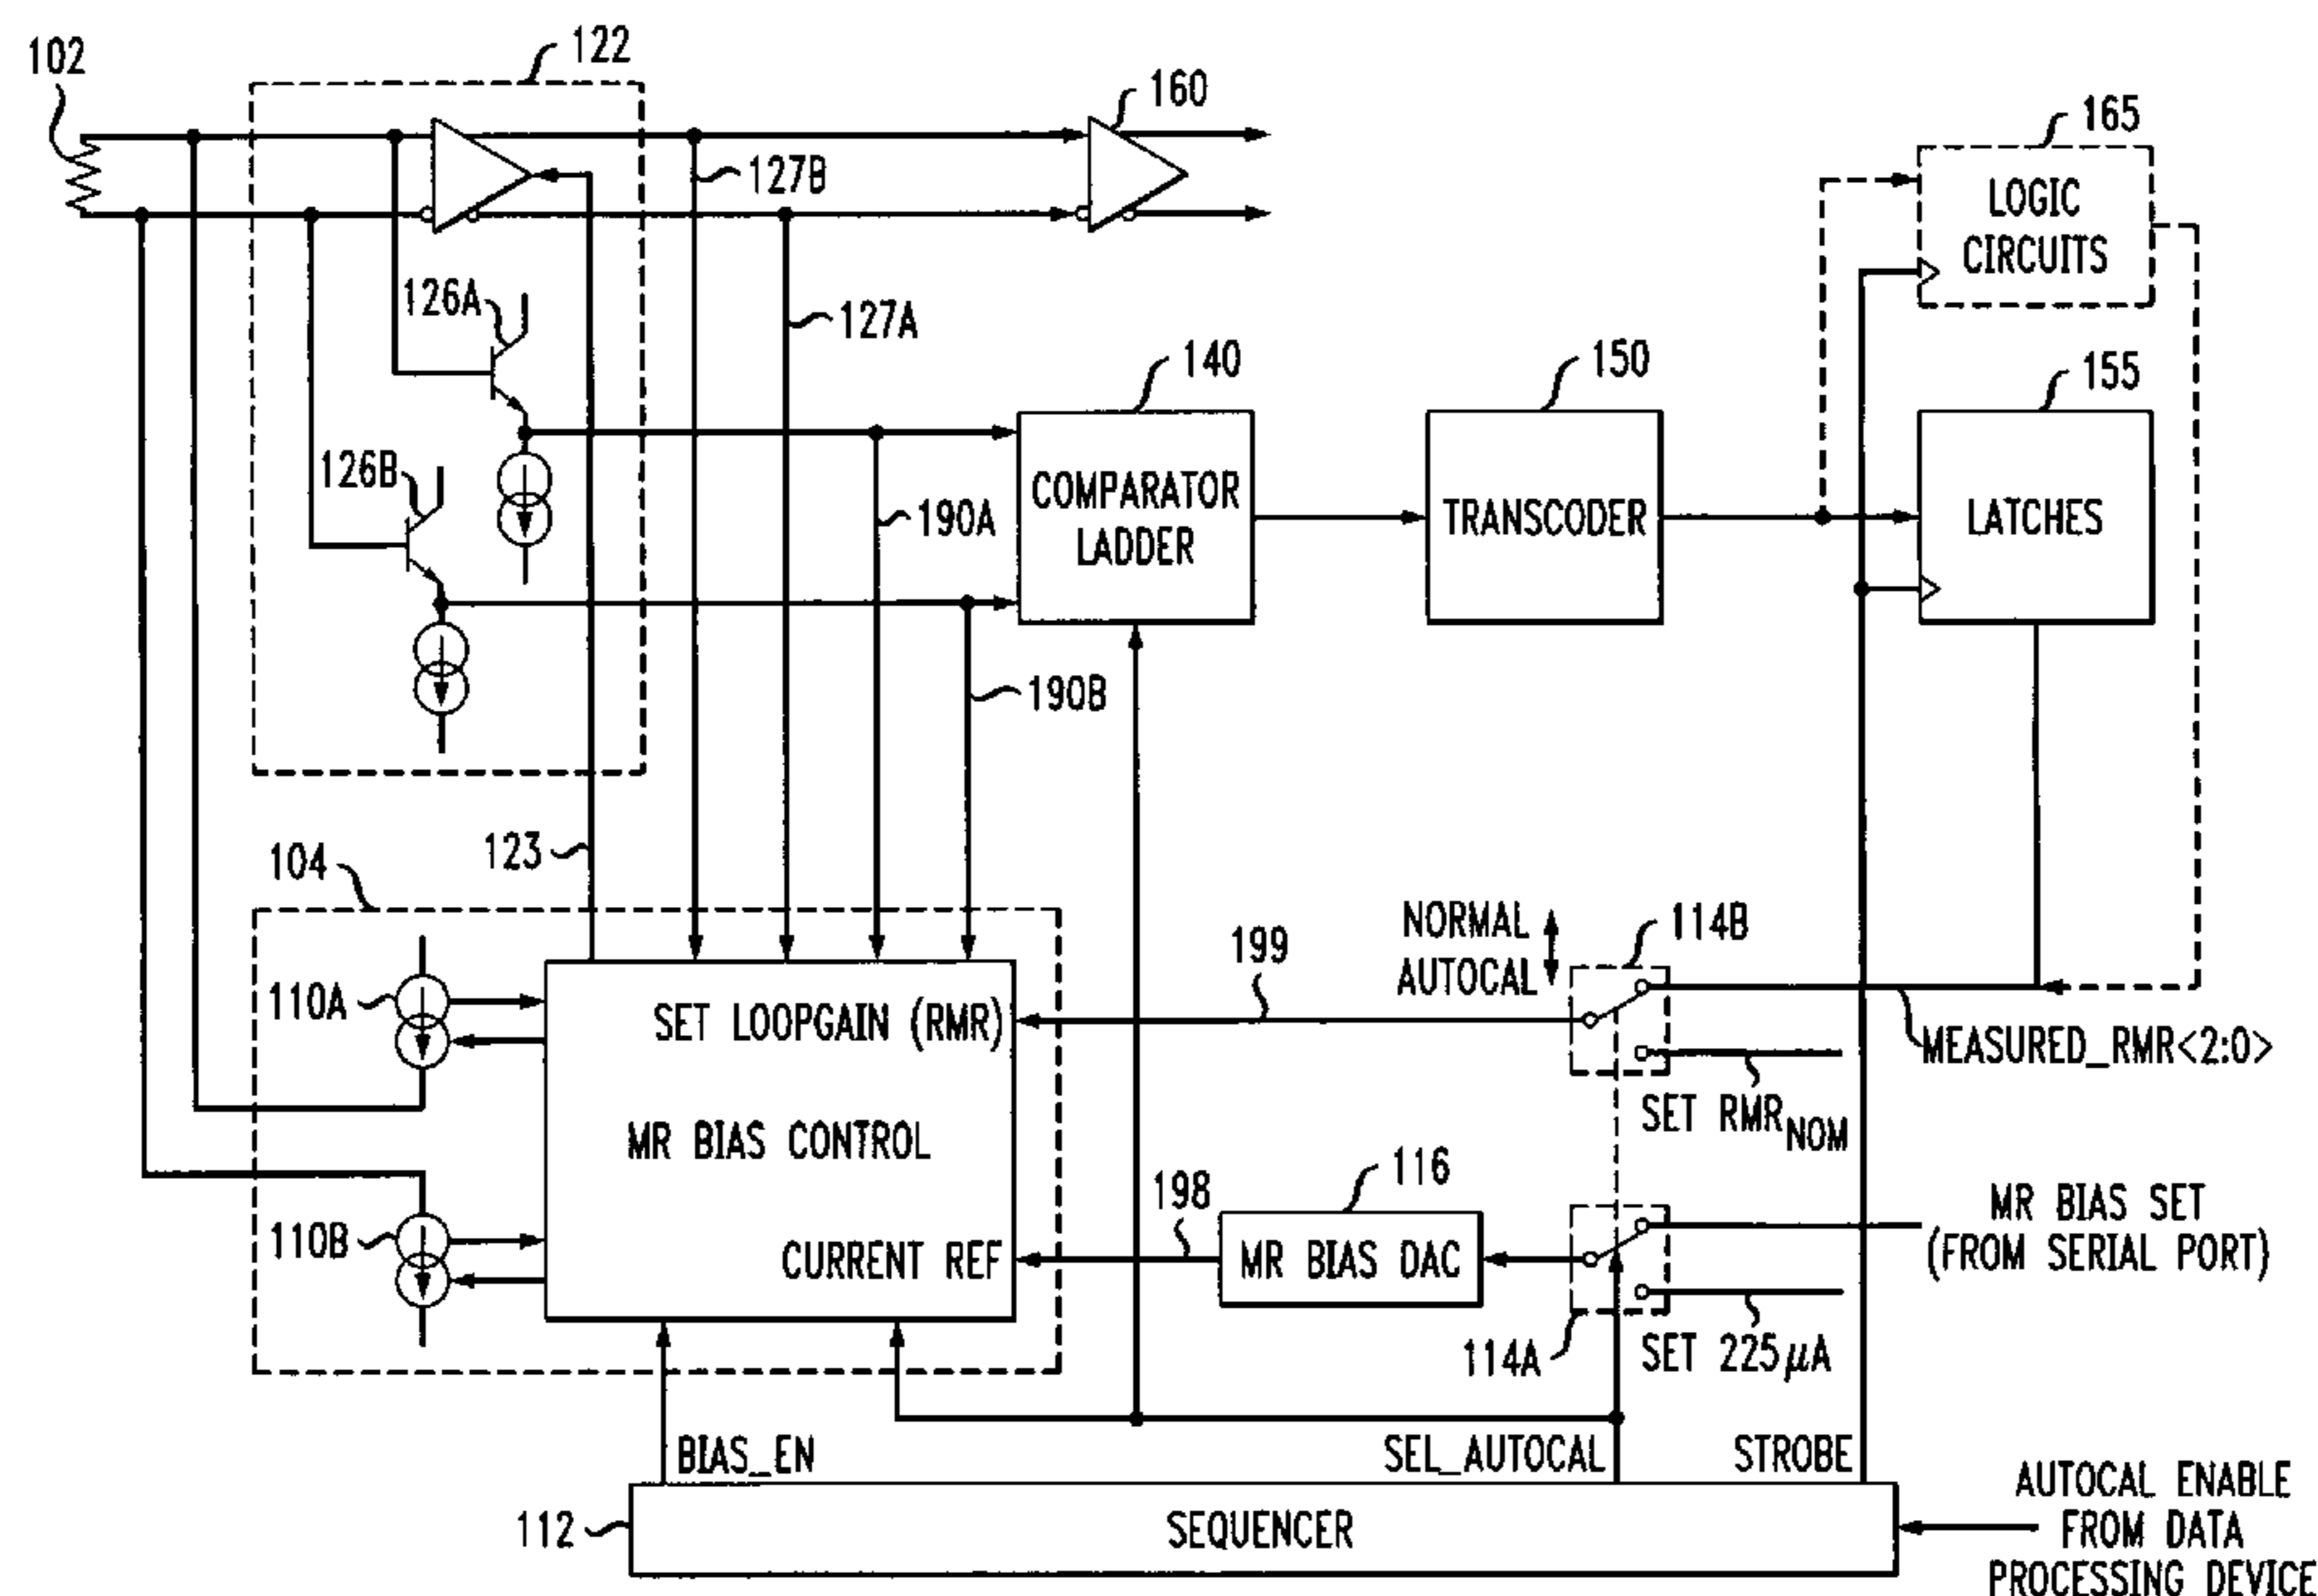 102
122
160
165
127B
LOGIC
CIRCUITS
126A
127A
140
150
155
126B
190A
COMPARATOR
LADDER
TRANSCODER
LATCHES
190B
104
123
199
NORMAL
AUTOCAL
114B
110A
SET LOOPGAIN (RMR)
MEASURED_RMR<2:0>
SET RMR NOM
MR BIAS CONTROL
198
116
MR BIAS SET
(FROM SERIAL PORT)
110B
CURRENT REF
MR BIAS DAC
114A
SET 225μA
BIAS_EN
SEL_AUTOCAL
STROBE
112
SEQUENCER
AUTOCAL ENABLE
FROM DATA
PROCESSING DEVICE